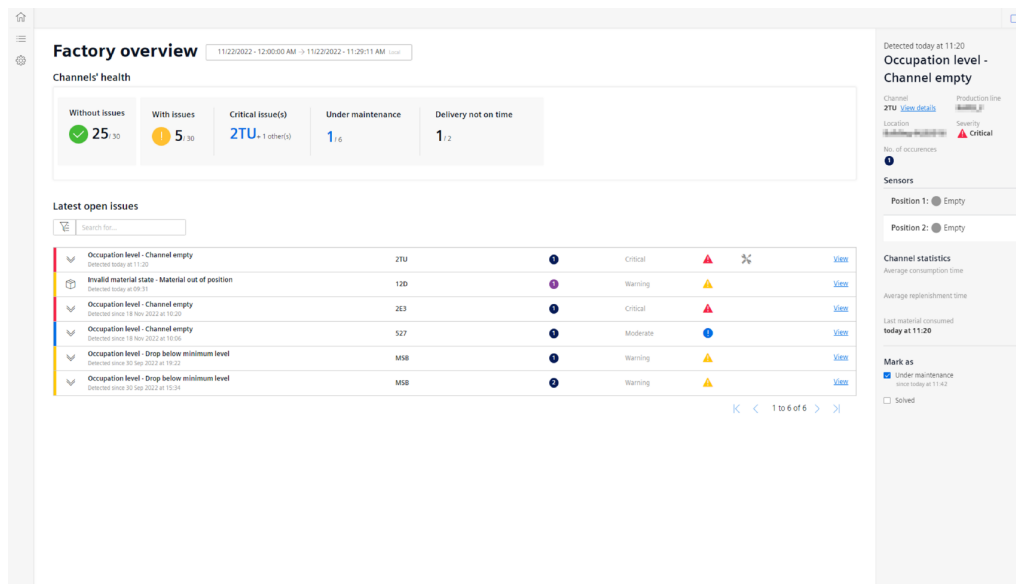 Factory overview
11/22/2022 - 12:00:00 AM -> 11/22/2022 - 11:29:11 AM Local
Channels' health
Without issues
25/ 30
With issues
5/ 30
Critical issue(s)
2TU+ 1 other(s)
Under maintenance
1/ 6
Delivery not on time
1/ 2
Latest open issues
Search for...
Occupation level - Channel empty
Detected today at 11:20
2TU
1
Critical
View
Invalid material state - Material out of position
Detected today at 09:31
12D
1
Warning
View
Occupation level - Channel empty
Detected since 18 Nov 2022 at 10:20
2E3
1
Critical
View
Occupation level - Channel empty
Detected since 18 Nov 2022 at 10:06
527
1
Moderate
View
Occupation level - Drop below minimum level
Detected since 30 Sep 2022 at 19:22
MSB
1
Warning
View
Occupation level - Drop below minimum level
Detected since 30 Sep 2022 at 15:34
MSB
2
Warning
View
1 to 6 of 6
Detected today at 11:20
Occupation level -
Channel empty
Channel
2TU View details
Production line
Location
Severity
Critical
No. of occurences
1
Sensors
Position 1: Empty
Position 2: Empty
Channel statistics
Average consumption time
Average replenishment time
Last material consumed
today at 11:20
Mark as
Under maintenance
since today at 11:42
Solved